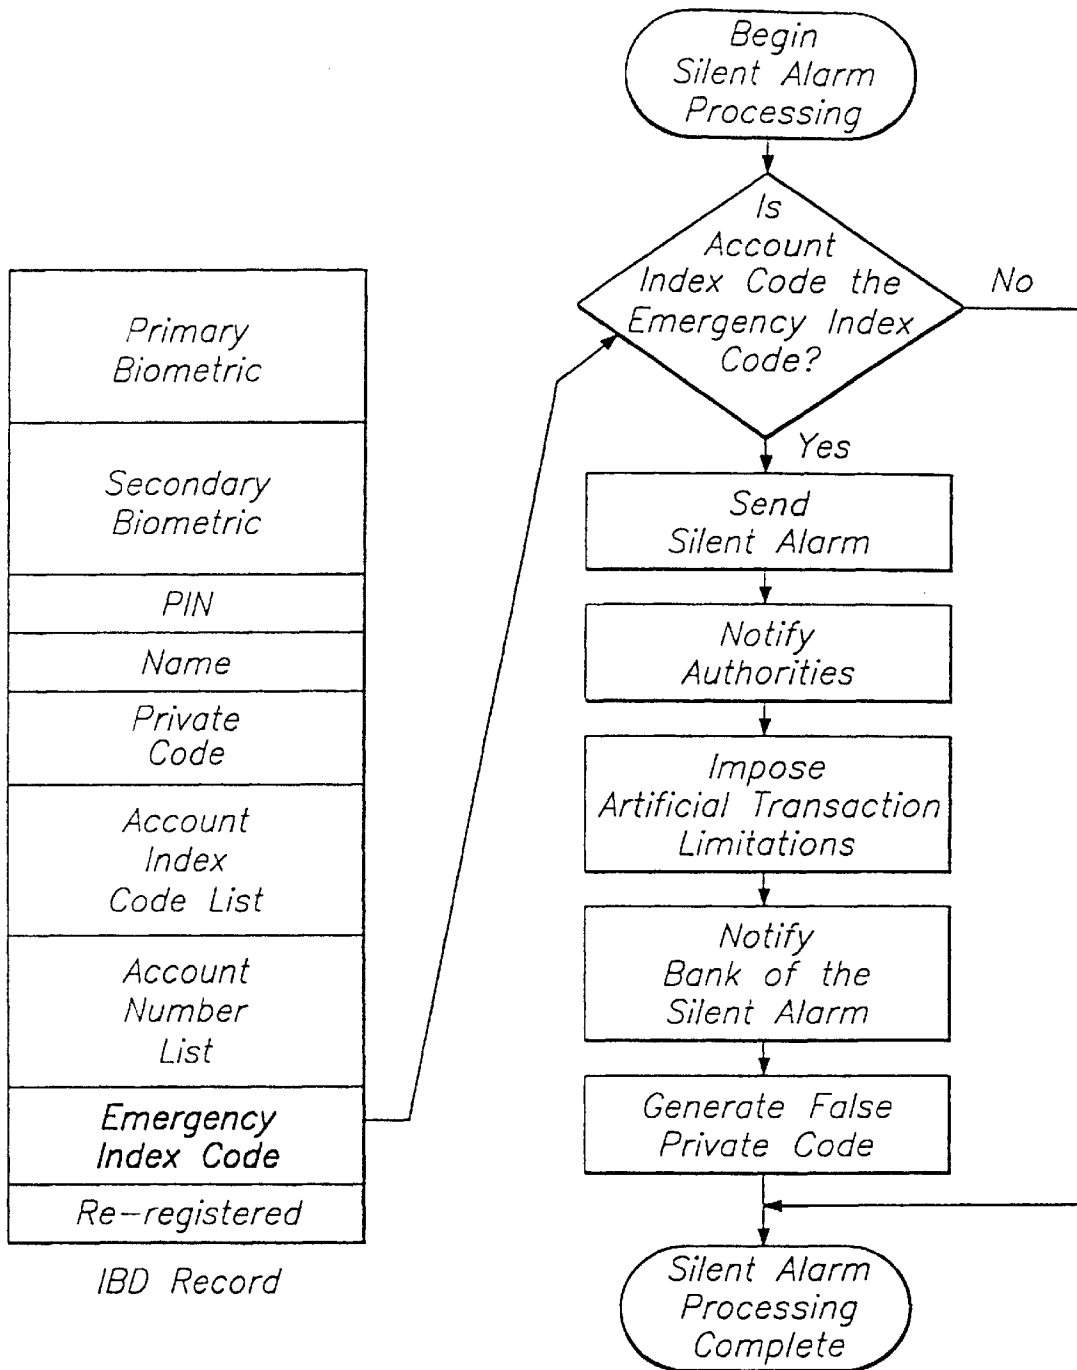 Begin
Silent Alarm
Processing
Is
Account
Index Code the
Emergency Index
Code?
No
Yes
Send
Silent Alarm
Notify
Authorities
Impose
Artificial Transaction
Limitations
Notify
Bank of the
Silent Alarm
Generate False
Private Code
Silent Alarm
Processing
Complete
Primary
Biometric
Secondary
Biometric
PIN
Name
Private
Code
Account
Index
Code List
Account
Number
List
Emergency
Index Code
Re-registered
IBD Record